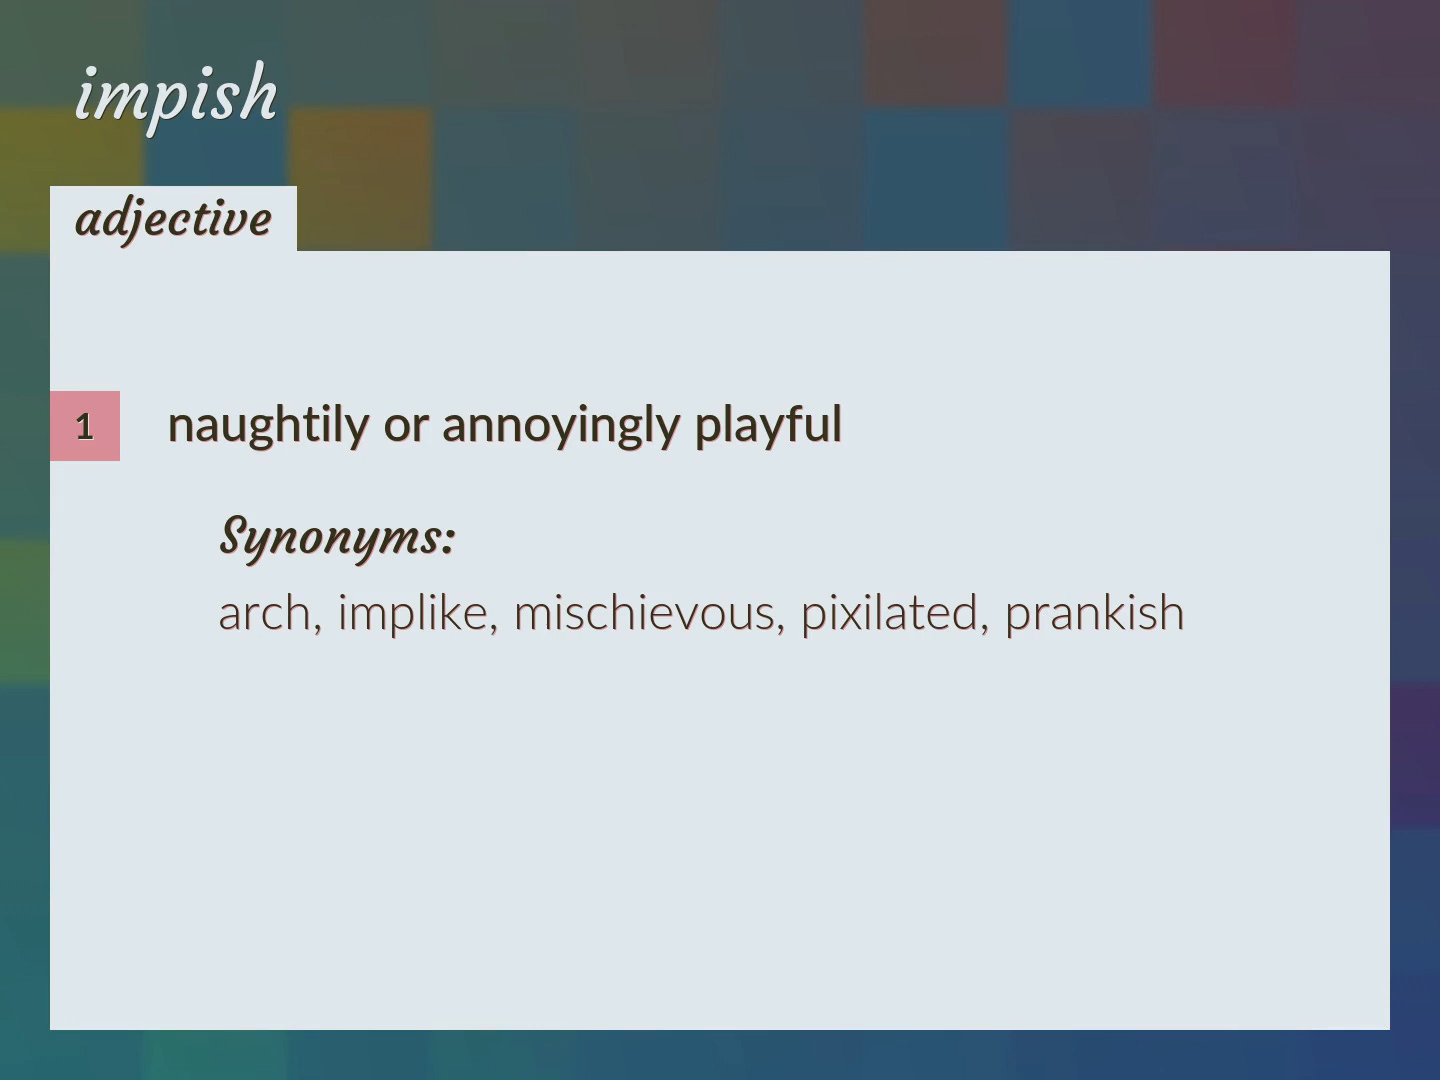 impish
adjective
1 naughtily or annoyingly playful
Synonyms:
arch, implike, mischievous, pixilated, prankish